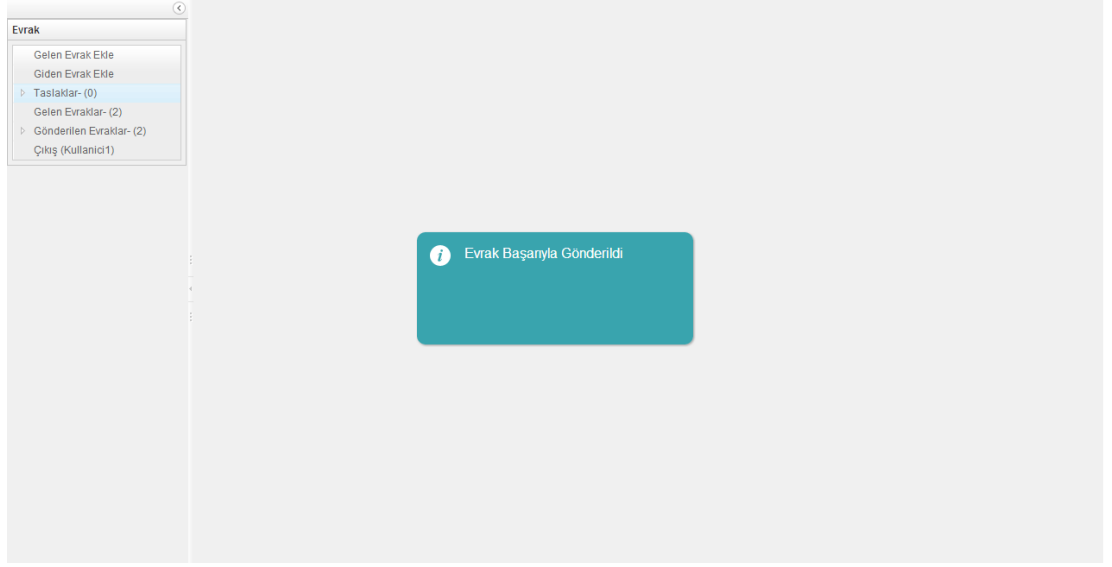 Evrak
Gelen Evrak Ekle
Giden Evrak Ekle
Taslaklar- (0)
Gelen Evraklar- (2)
Gönderilen Evraklar- (2)
Çıkış (Kullanici1)
Evrak Başarıyla Gönderildi